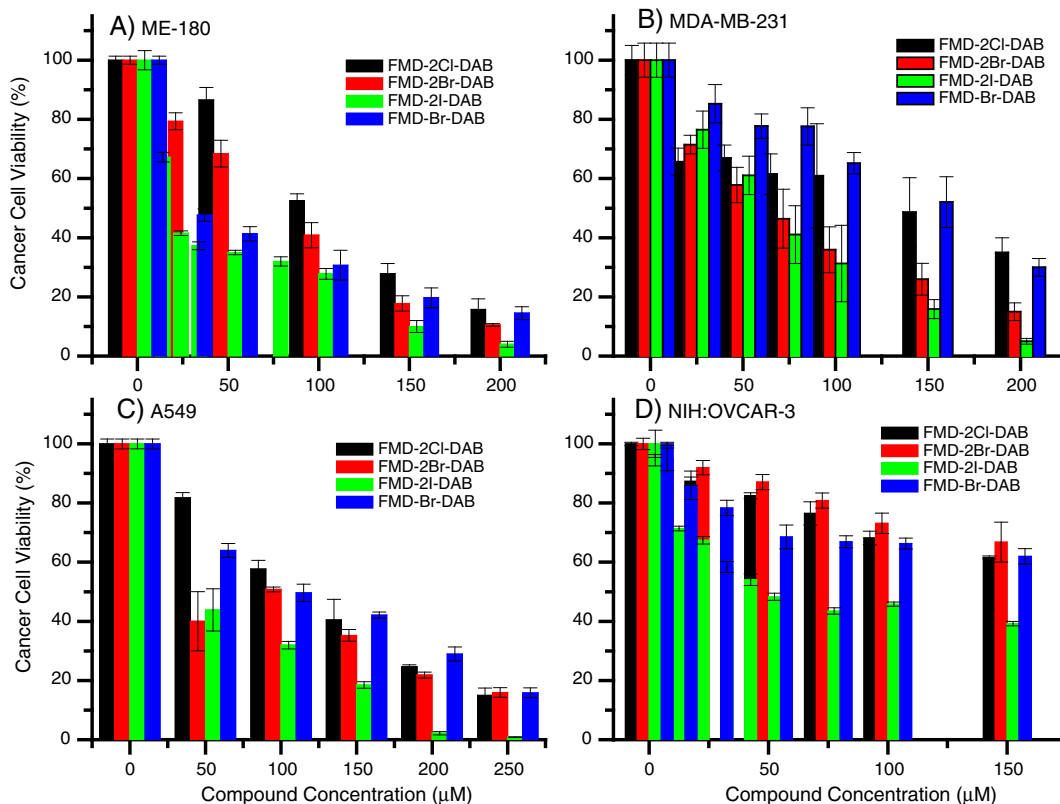 A) ME-180
FMD-2Cl-DAB
FMD-2Br-DAB
FMD-2I-DAB
FMD-Br-DAB
Cancer Cell Viability (%)
100
80
60
40
20
0
0 50 100 150 200
B) MDA-MB-231
FMD-2Cl-DAB
FMD-2Br-DAB
FMD-2I-DAB
FMD-Br-DAB
100
80
60
40
20
0
0 50 100 150 200
C) A549
FMD-2Cl-DAB
FMD-2Br-DAB
FMD-2I-DAB
FMD-Br-DAB
Cancer Cell Viability (%)
100
80
60
40
20
0
0 50 100 150 200 250
Compound Concentration (μM)
D) NIH:OVCAR-3
FMD-2Cl-DAB
FMD-2Br-DAB
FMD-2I-DAB
FMD-Br-DAB
100
80
60
40
20
0
0 50 100 150
Compound Concentration (μM)